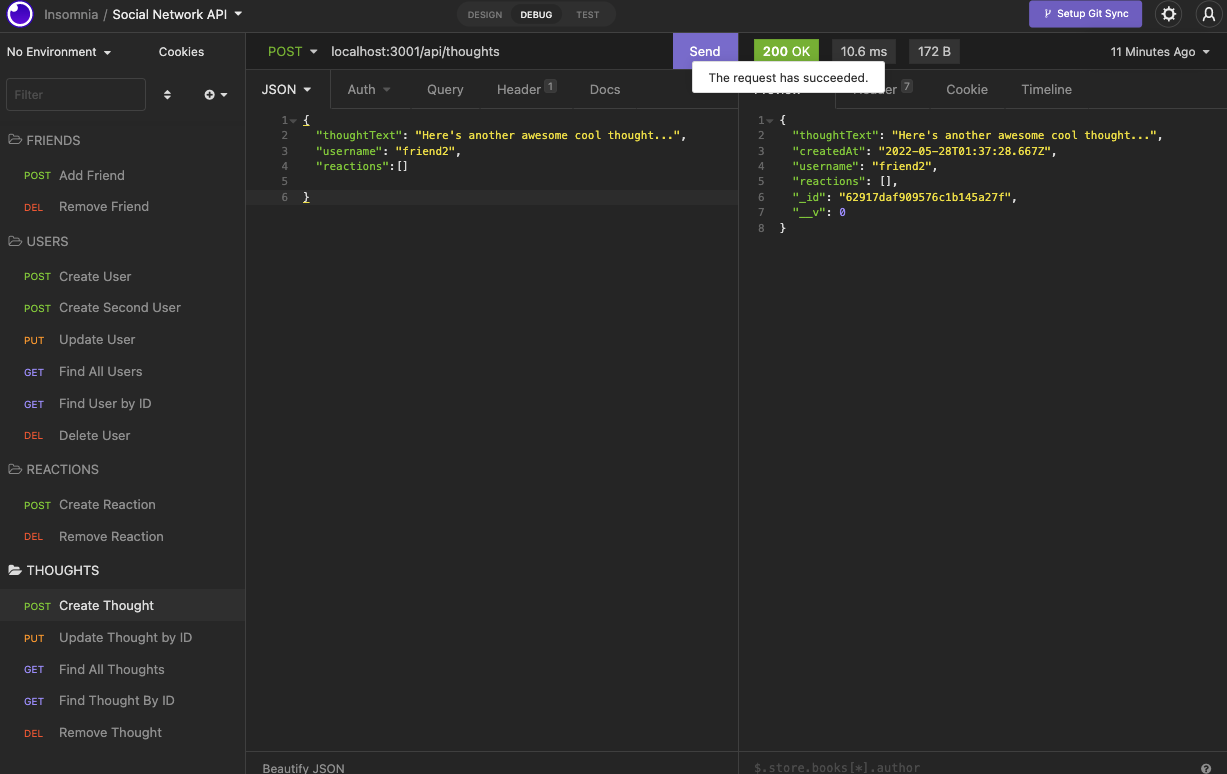 Insomnia / Social Network API
DESIGN DEBUG TEST
Setup Git Sync
No Environment Cookies
POST localhost:3001/api/thoughts Send
200 OK 10.6 ms 172 B 11 Minutes Ago
The request has succeeded.
Filter
JSON Auth Query Header 1 Docs
7 Cookie Timeline
FRIENDS
POST Add Friend
DEL Remove Friend
USERS
POST Create User
POST Create Second User
PUT Update User
GET Find All Users
GET Find User by ID
DEL Delete User
REACTIONS
POST Create Reaction
DEL Remove Reaction
THOUGHTS
POST Create Thought
PUT Update Thought by ID
GET Find All Thoughts
GET Find Thought By ID
DEL Remove Thought
1 {
2 "thoughtText": "Here's another awesome cool thought...",
3 "username": "friend2",
4 "reactions":[]
5
6 }
1 {
2 "thoughtText": "Here's another awesome cool thought...",
3 "createdAt": "2022-05-28T01:37:28.667Z",
4 "username": "friend2",
5 "reactions": [],
6 "_id": "62917daf909576c1b145a27f",
7 "__v": 0
8 }
Beautify JSON
$.store.books[*].author